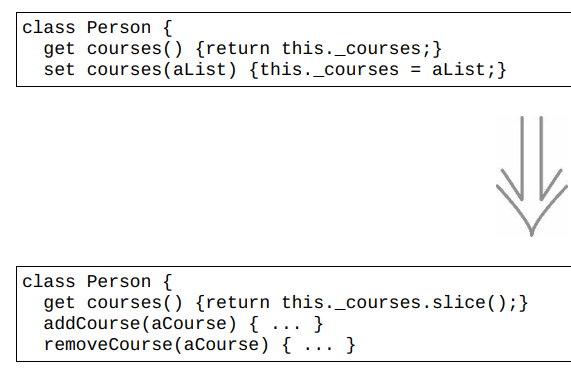 class Person {
  get courses() {return this._courses;}
  set courses(aList) {this._courses = aList;}
class Person {
  get courses() {return this._courses.slice();}
  addCourse(aCourse) { ... }
  removeCourse(aCourse) { ... }